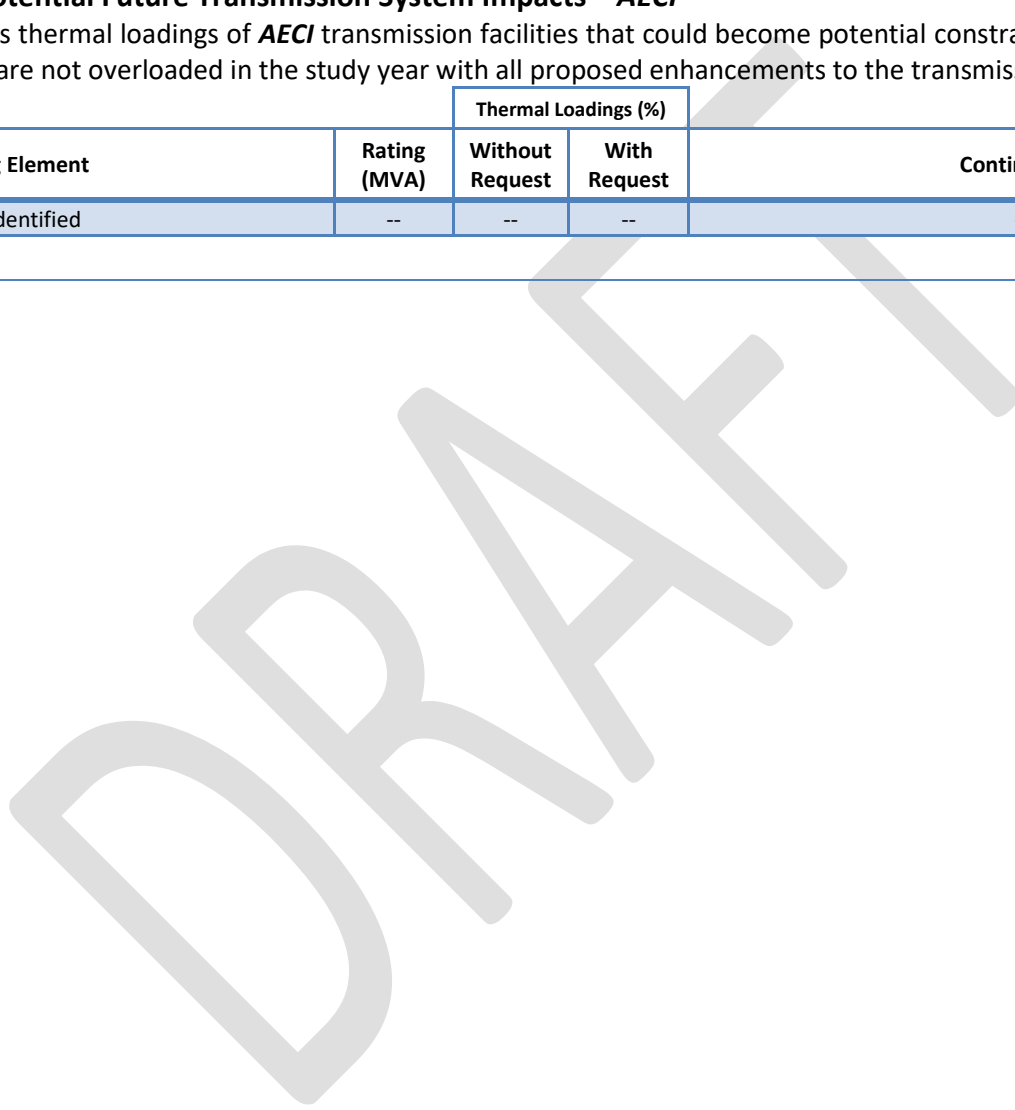 otential Future Transmission System Impacts – AECI
s thermal loadings of AECI transmission facilities that could become potential constra
are not overloaded in the study year with all proposed enhancements to the transmis
Thermal Loadings (%)
Element Rating (MVA) Without Request With Request Contin
dentified -- -- --
DRAFT